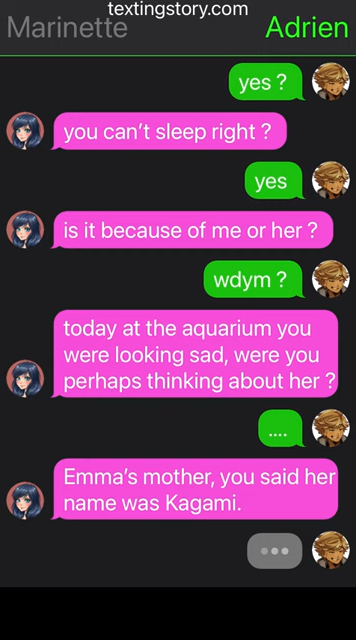 textingstory.com
Marinette
Adrien
yes ?
you can’t sleep right ?
yes
is it because of me or her ?
wdym ?
today at the aquarium you
were looking sad, were you
perhaps thinking about her ?
....
Emma’s mother, you said her
name was Kagami.